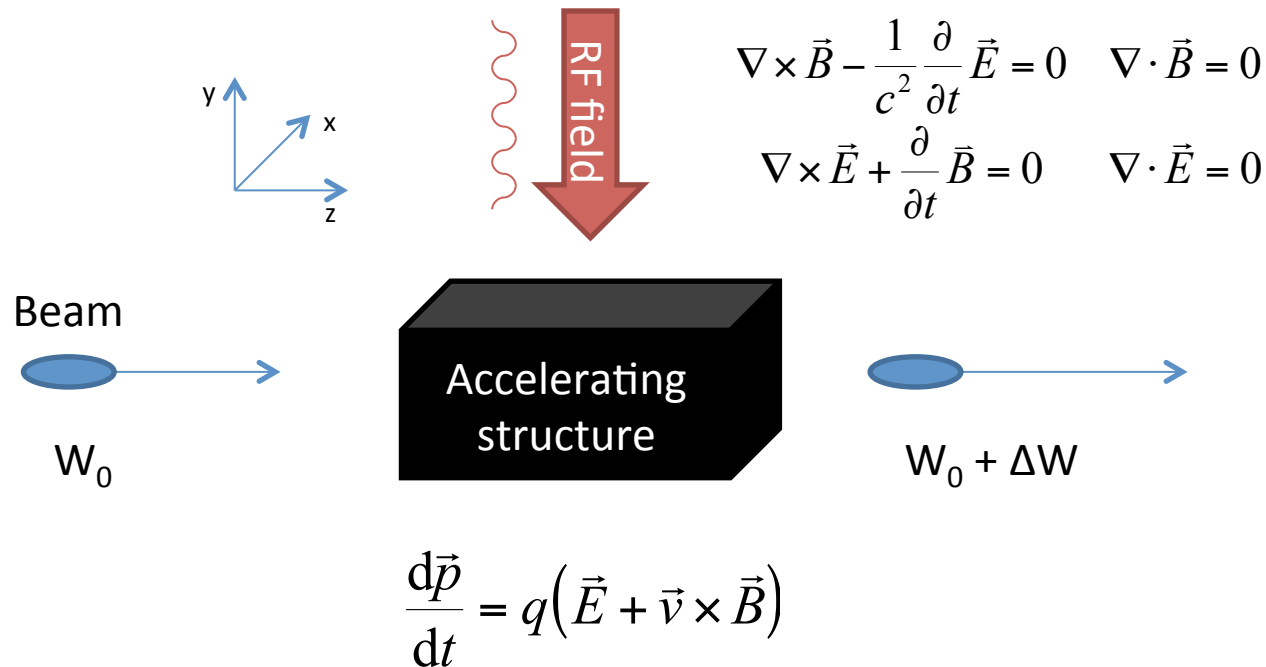 RF field
∇ × B⃗ − 1/c² ∂/∂t E⃗ = 0 ∇ · B⃗ = 0
∇ × E⃗ + ∂/∂t B⃗ = 0 ∇ · E⃗ = 0
y
x
z
Beam
Accelerating
structure
W₀
W₀ + ΔW
dp⃗/dt = q(E⃗ + v⃗ × B⃗)